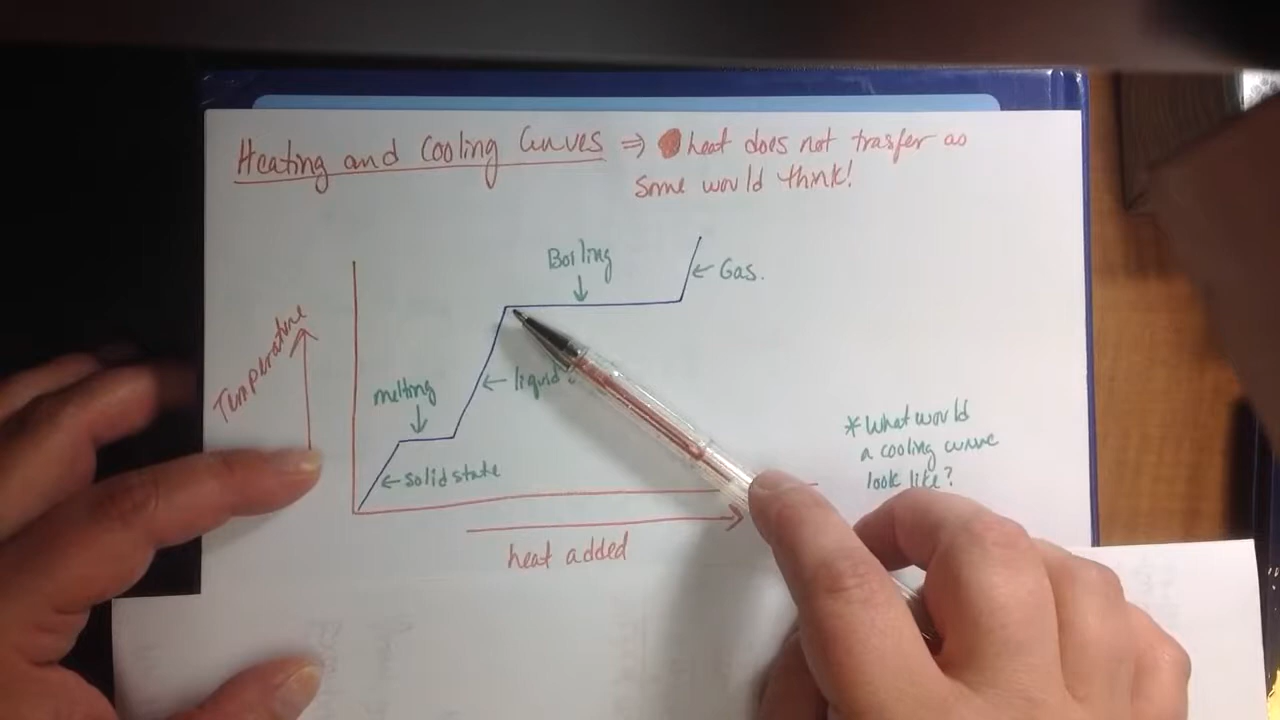 Heating and Cooling Curves ⇒ heat does not trasfer as
some would think!
Boiling
← Gas.
Temperature
melting
← liquid
← solid state
heat added
* What would
a cooling curve
look like?